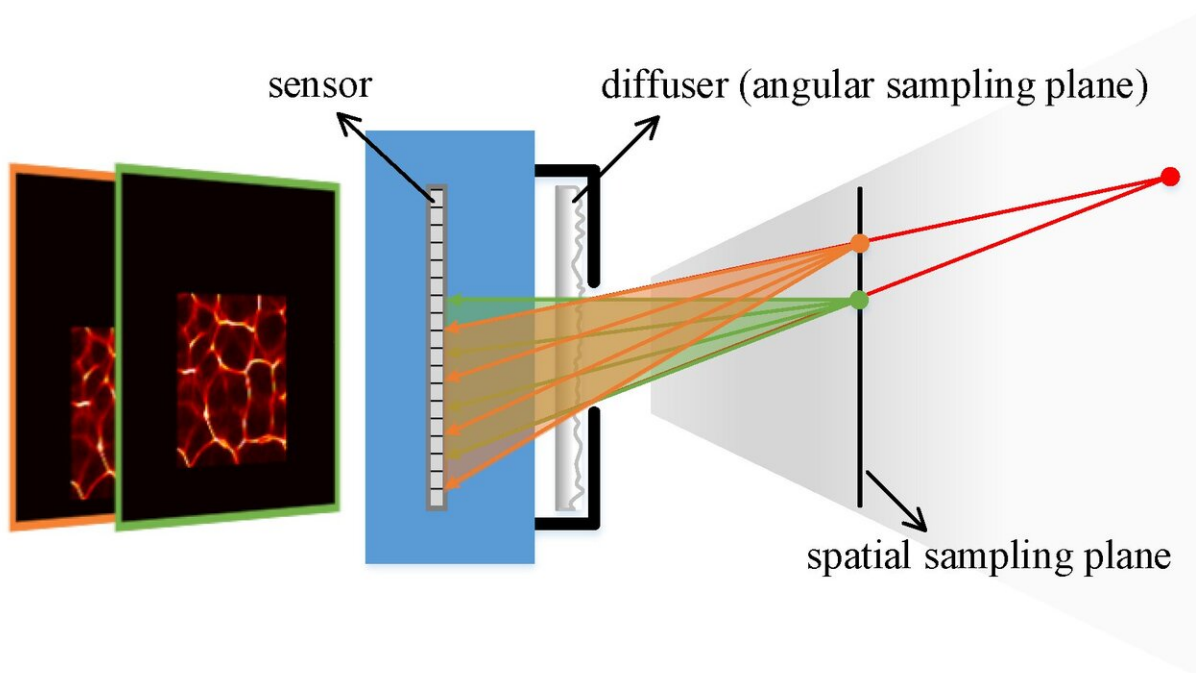 sensor
diffuser (angular sampling plane)
spatial sampling plane